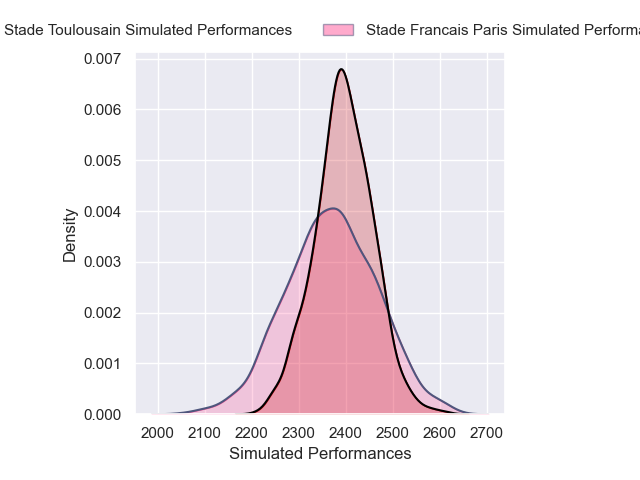 Stade Toulousain Simulated Performances Stade Francais Paris Simulated
0.007
0.006
0.005
0.004
0.003
0.002
0.001
0.000
Density
2000 2100 2200 2300 2400 2500 2600 2700
Simulated Performances